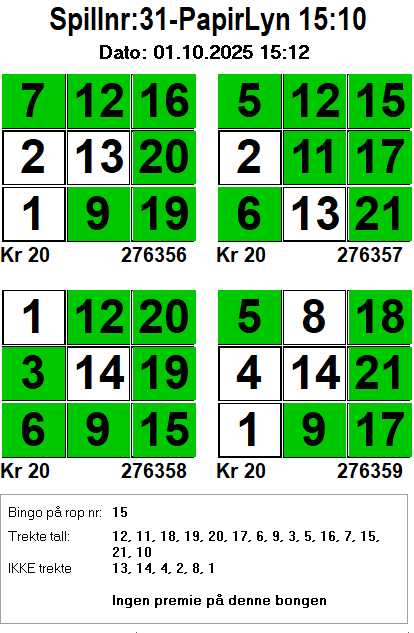 Spillnr:31-PapirLyn 15:10
Dato: 01.10.2025 15:12
7 12 16
2 13 20
1 9 19
Kr 20 276356
5 12 15
2 11 17
6 13 21
Kr 20 276357
1 12 20
3 14 19
6 9 15
Kr 20 276358
5 8 18
4 14 21
1 9 17
Kr 20 276359
Bingo på rop nr: 15
Trekte tall: 12, 11, 18, 19, 20, 17, 6, 9, 3, 5, 16, 7, 15,
21, 10
IKKE trekte 13, 14, 4, 2, 8, 1
Ingen premie på denne bongen